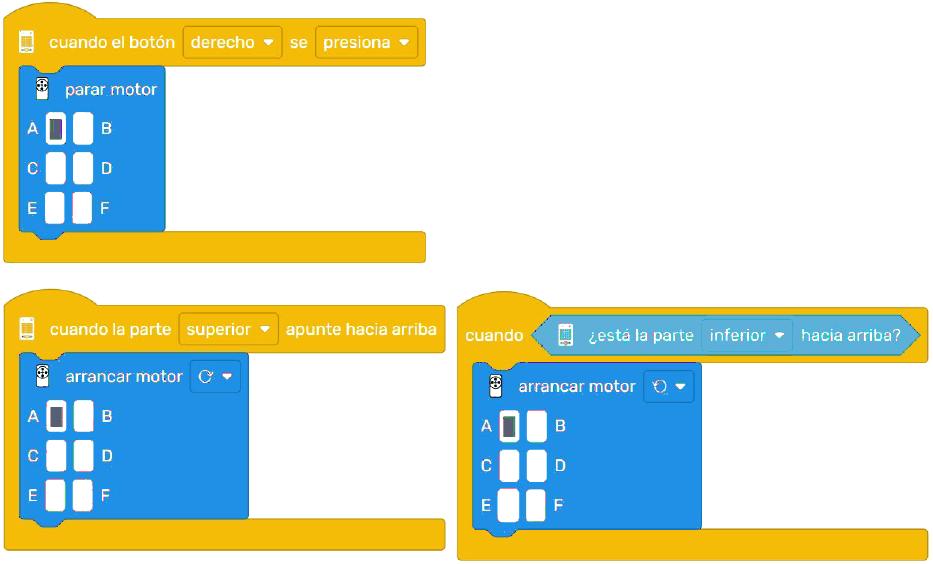 cuando el botón derecho se presiona
parar motor
A B
C D
E F
cuando la parte superior apunte hacia arriba
arrancar motor
A B
C D
E F
cuando ¿está la parte inferior hacia arriba?
arrancar motor
A B
C D
E F